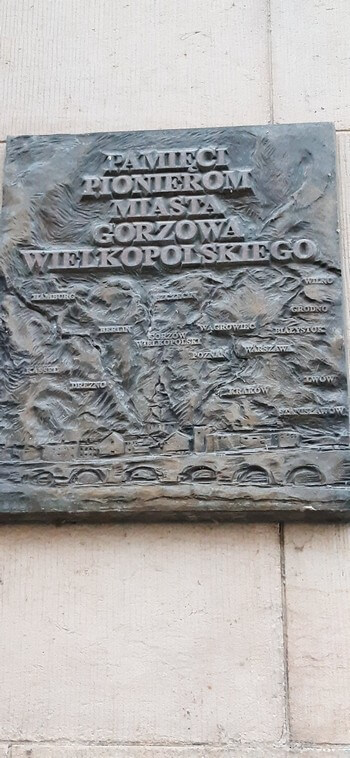 PAMIĘCI
PIONIEROM
MIASTA
GORZOWA
WIELKOPOLSKIEGO
WILNO
HAMBURG SZCZECIN
GRODNO
BERLIN WĄGROWIEC BIAŁYSTOK
GORZÓW
WIELKOPOLSKI
POZNAŃ WARSZAWA
KASSEL
DREZNO
LWÓW
KRAKÓW
STANISŁAWÓW